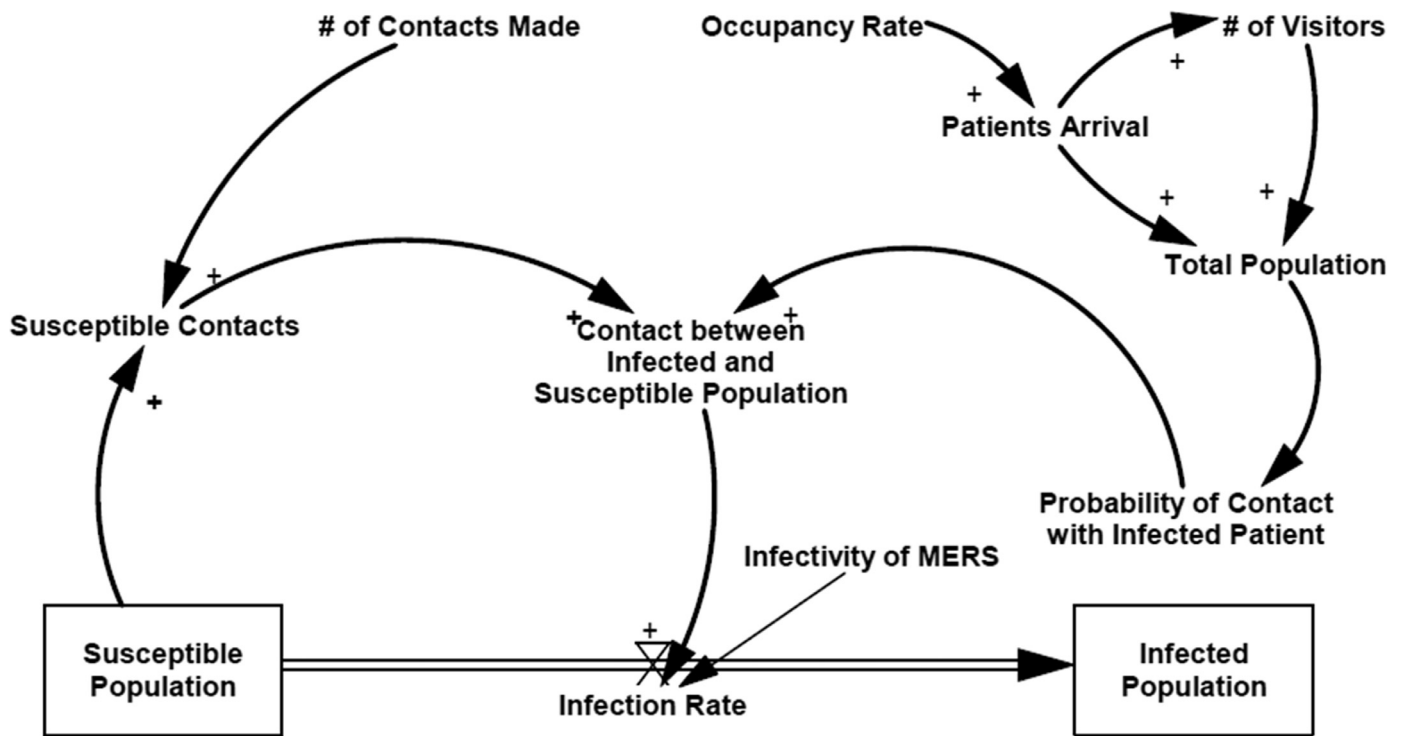 # of Contacts Made
Occupancy Rate
# of Visitors
+
+
Patients Arrival
+
+
Total Population
+
Susceptible Contacts
+
+
Contact between
Infected and
Susceptible Population
+
Probability of Contact
with Infected Patient
Infectivity of MERS
+
Susceptible
Population
Infected
Population
Infection Rate